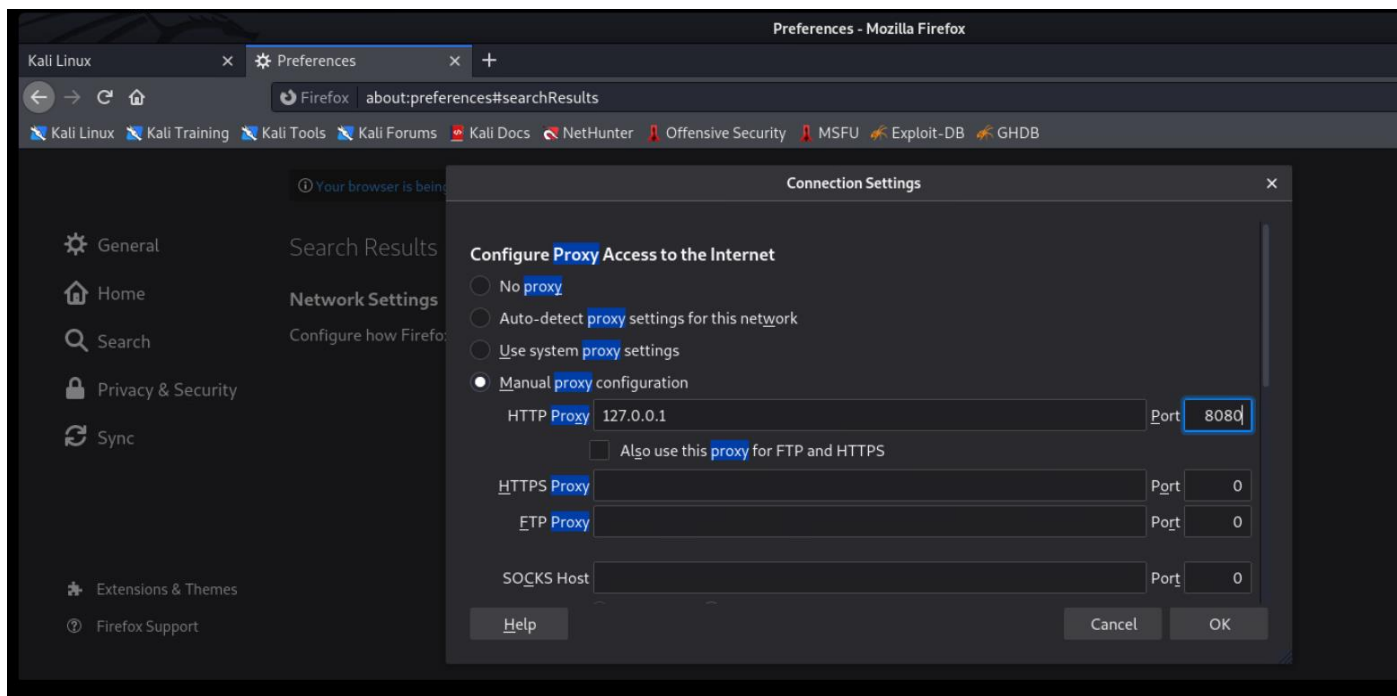 Preferences - Mozilla Firefox
Kali Linux Preferences
Firefox about:preferences#searchResults
Kali Linux Kali Training Kali Tools Kali Forums Kali Docs NetHunter Offensive Security MSFU Exploit-DB GHDB
Your browser is being
Connection Settings
General
Home
Search
Privacy & Security
Sync
Extensions & Themes
Firefox Support
Search Results
Network Settings
Configure how Firefo
Configure Proxy Access to the Internet
No proxy
Auto-detect proxy settings for this network
Use system proxy settings
Manual proxy configuration
HTTP Proxy 127.0.0.1 Port 8080
Also use this proxy for FTP and HTTPS
HTTPS Proxy Port 0
FTP Proxy Port 0
SOCKS Host Port 0
Help Cancel OK